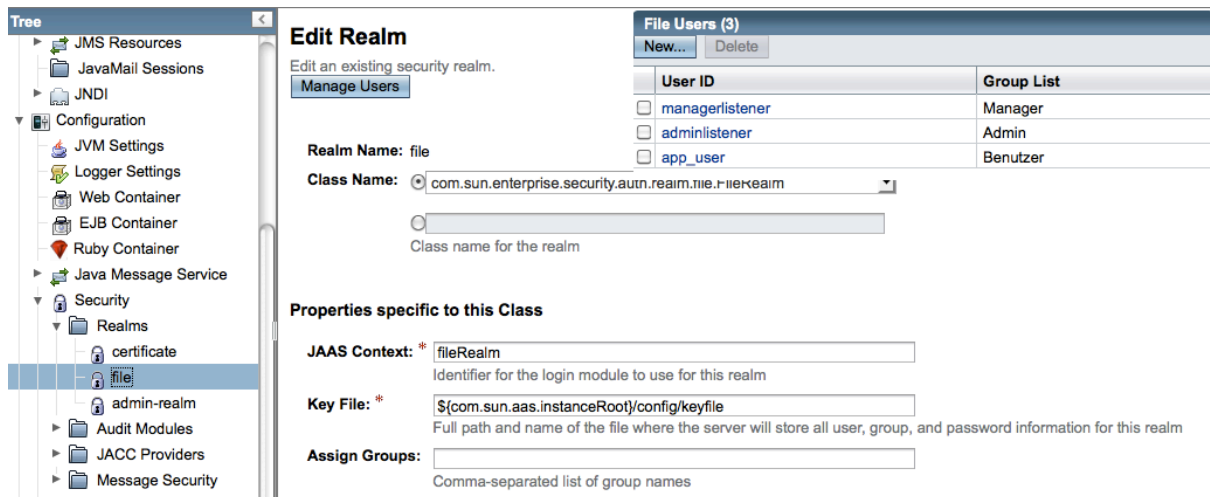 Tree
JMS Resources
JavaMail Sessions
JNDI
Configuration
JVM Settings
Logger Settings
Web Container
EJB Container
Ruby Container
Java Message Service
Security
Realms
certificate
file
admin-realm
Audit Modules
JACC Providers
Message Security
Edit Realm
Edit an existing security realm.
Manage Users
File Users (3)
New... Delete
User ID Group List
managerlistener Manager
adminlistener Admin
app_user Benutzer
Realm Name: file
Class Name: com.sun.enterprise.security.auth.realm.file.FileRealm
Class name for the realm
Properties specific to this Class
JAAS Context: * fileRealm
Identifier for the login module to use for this realm
Key File: * ${com.sun.aas.instanceRoot}/config/keyfile
Full path and name of the file where the server will store all user, group, and password information for this realm
Assign Groups:
Comma-separated list of group names